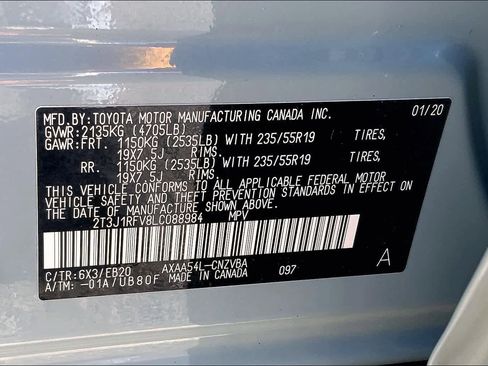 MFD.BY: TOYOTA MOTOR MANUFACTURING CANADA INC. 01/20
GVWR: 2135KG (4705LB)
GAWR: FRT. 1150KG (2535LB) WITH 235/55R19 TIRES,
19X7.5J RIMS.
RR. 1150KG (2535LB) WITH 235/55R19 TIRES,
19X7.5J RIMS.
THIS VEHICLE CONFORMS TO ALL APPLICABLE FEDERAL MOTOR
VEHICLE SAFETY AND BUMPER STANDARDS IN EFFECT ON
THE DATE OF MANUFACTURE SHOWN ABOVE.
2T3J1RFV8LC088984 MPV
C/TR: 6X3/EB20 AXAA54L-CNZVBA
A/TM: -01A/UB80F MADE IN CANADA 097 A